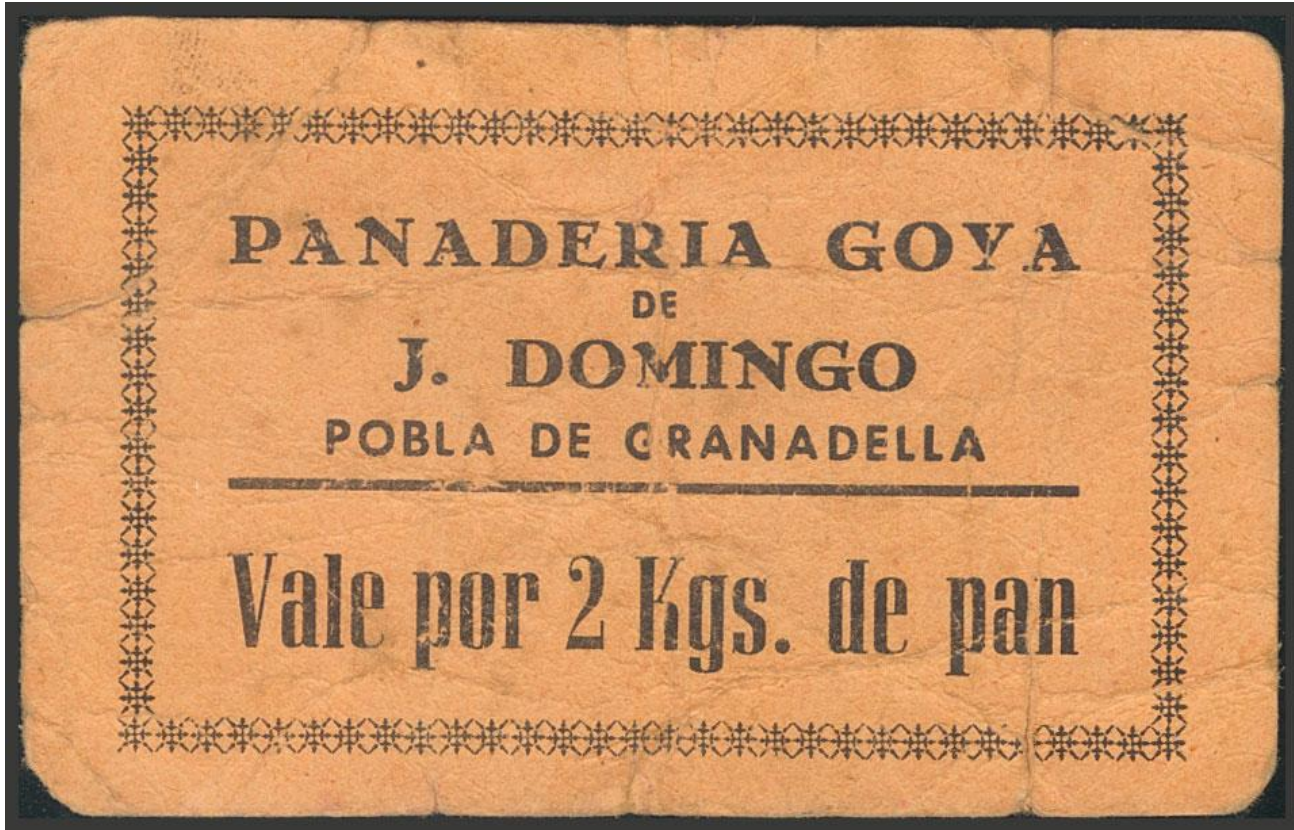 PANADERIA GOYA
DE
J. DOMINGO
POBLA DE GRANADELLA
Vale por 2 Kgs. de pan